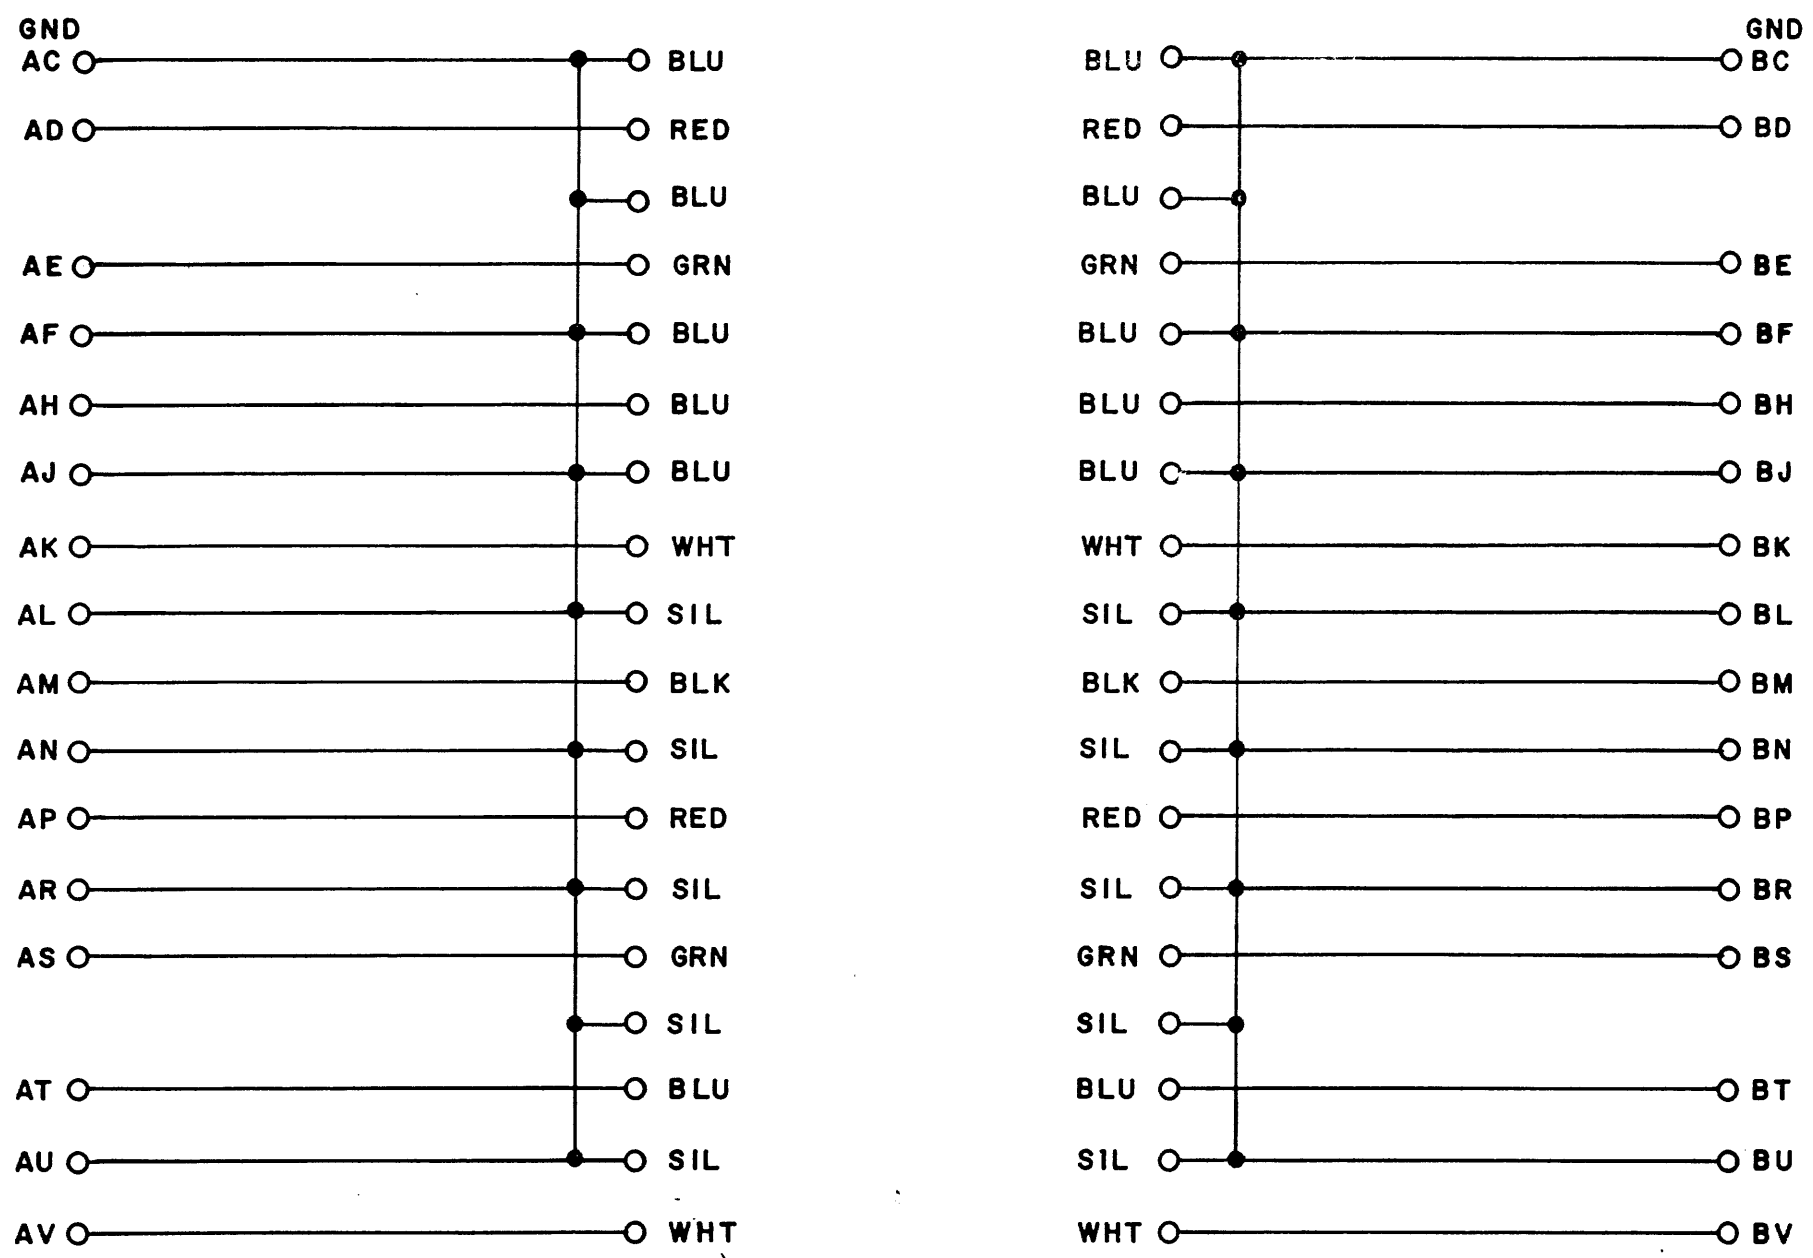 GND GND
AC BLU BLU BC
AD RED RED BD
BLU BLU
AE GRN GRN BE
AF BLU BLU BF
AH BLU BLU BH
AJ BLU BLU BJ
AK WHT WHT BK
AL SIL SIL BL
AM BLK BLK BM
AN SIL SIL BN
AP RED RED BP
AR SIL SIL BR
AS GRN GRN BS
SIL SIL
AT BLU BLU BT
AU SIL SIL BU
AV WHT WHT BV